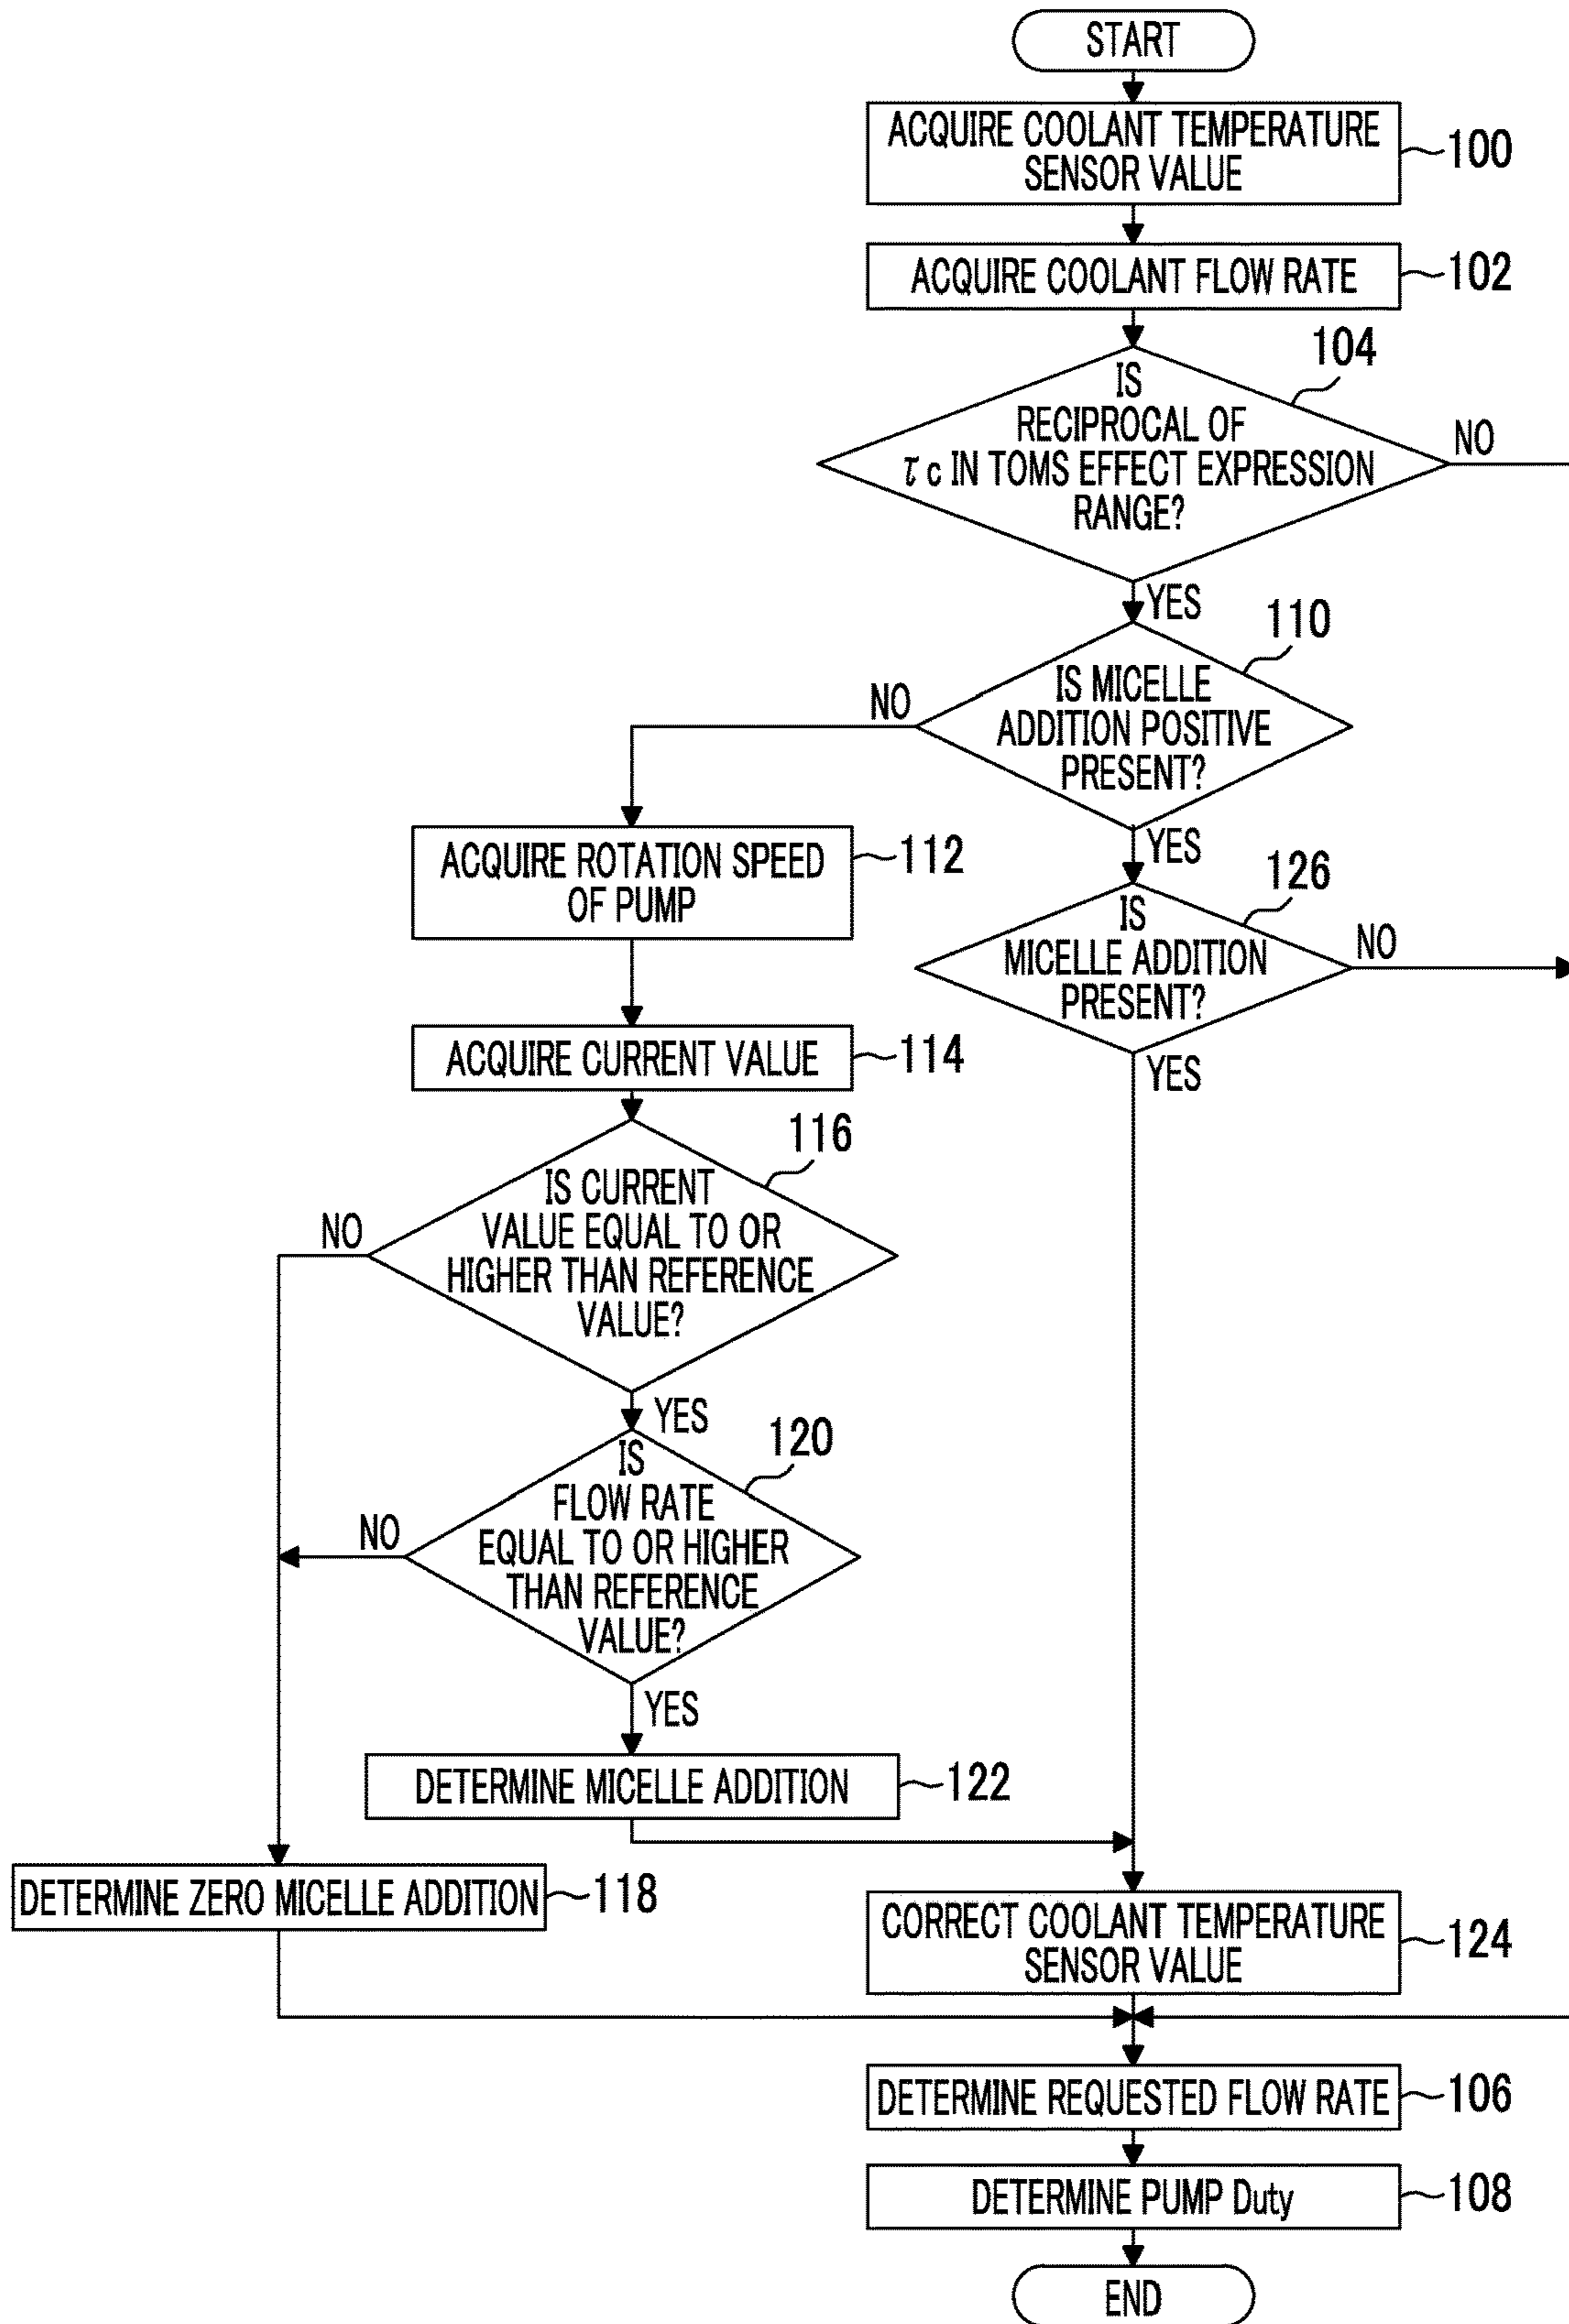 START
ACQUIRE COOLANT TEMPERATURE
SENSOR VALUE
100
ACQUIRE COOLANT FLOW RATE
102
104
IS
RECIPROCAL OF
τc IN TOMS EFFECT EXPRESSION
RANGE?
NO
YES
110
IS MICELLE
ADDITION POSITIVE
PRESENT?
NO
YES
ACQUIRE ROTATION SPEED
OF PUMP
112
126
IS
MICELLE ADDITION
PRESENT?
NO
YES
ACQUIRE CURRENT VALUE
114
116
IS CURRENT
VALUE EQUAL TO OR
HIGHER THAN REFERENCE
VALUE?
NO
YES
120
IS
FLOW RATE
EQUAL TO OR HIGHER
THAN REFERENCE
VALUE?
NO
YES
DETERMINE MICELLE ADDITION
122
DETERMINE ZERO MICELLE ADDITION
118
CORRECT COOLANT TEMPERATURE
SENSOR VALUE
124
DETERMINE REQUESTED FLOW RATE
106
DETERMINE PUMP Duty
108
END